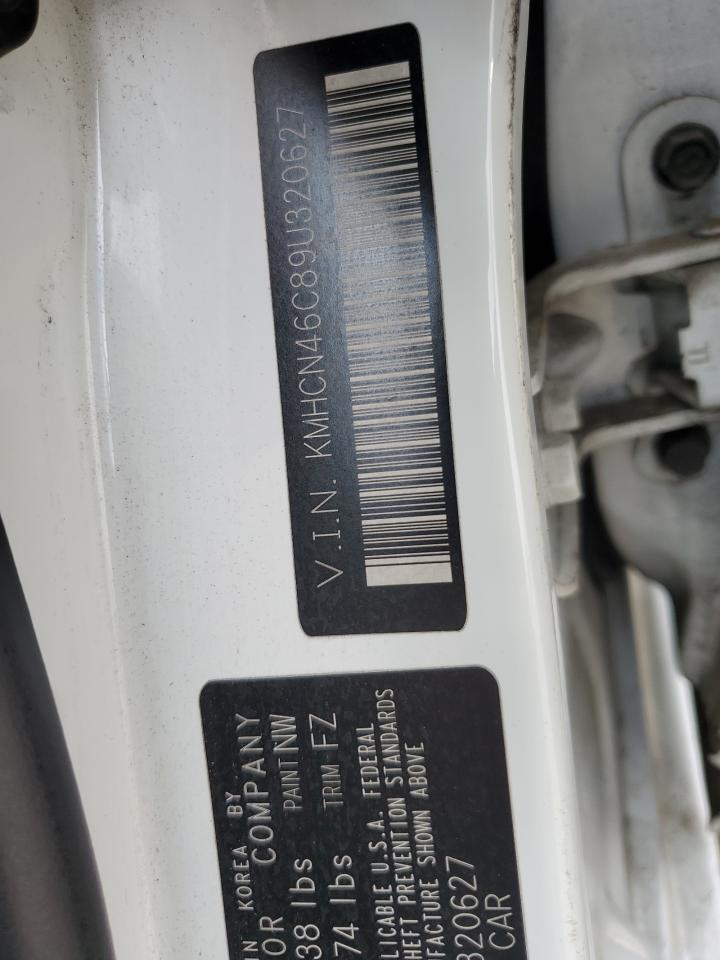 V.I.N. KMHCN46C89U320627
IN KOREA BY
OR COMPANY
38 lbs PAINT NW
74 lbs TRIM FZ
LICABLE U.S.A. FEDERAL
HEFT PREVENTION STANDARDS
FACTURE SHOWN ABOVE
320627
CAR